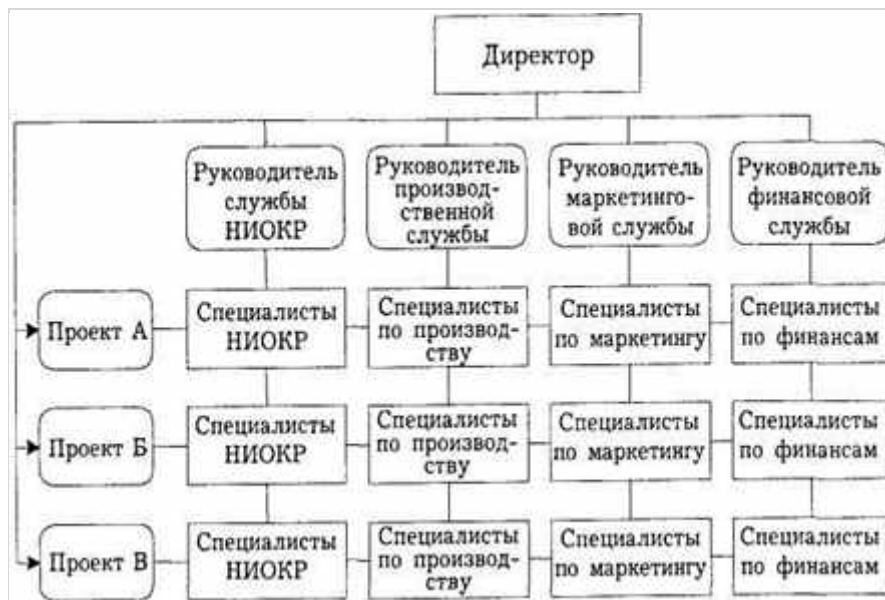 Директор
Руководитель
службы
НИОКР
Руководитель
производ-
ственной
службы
Руководитель
маркетинго-
вой службы
Руководитель
финансовой
службы
Проект А
Специалисты
НИОКР
Специалисты
по производ-
ству
Специалисты
по маркетингу
Специалисты
по финансам
Проект Б
Специалисты
НИОКР
Специалисты
по производ-
ству
Специалисты
по маркетингу
Специалисты
по финансам
Проект В
Специалисты
НИОКР
Специалисты
по производ-
ству
Специалисты
по маркетингу
Специалисты
по финансам